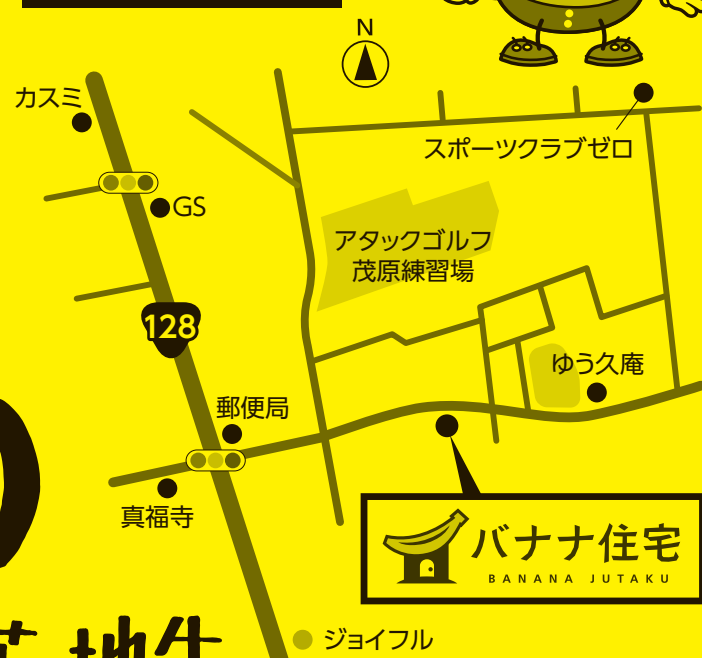 N
カスミ
スポーツクラブゼロ
GS
アタックゴルフ
茂原練習場
128
ゆう久庵
郵便局
真福寺
バナナ住宅
BANANA JUTAKU
ジョイフル